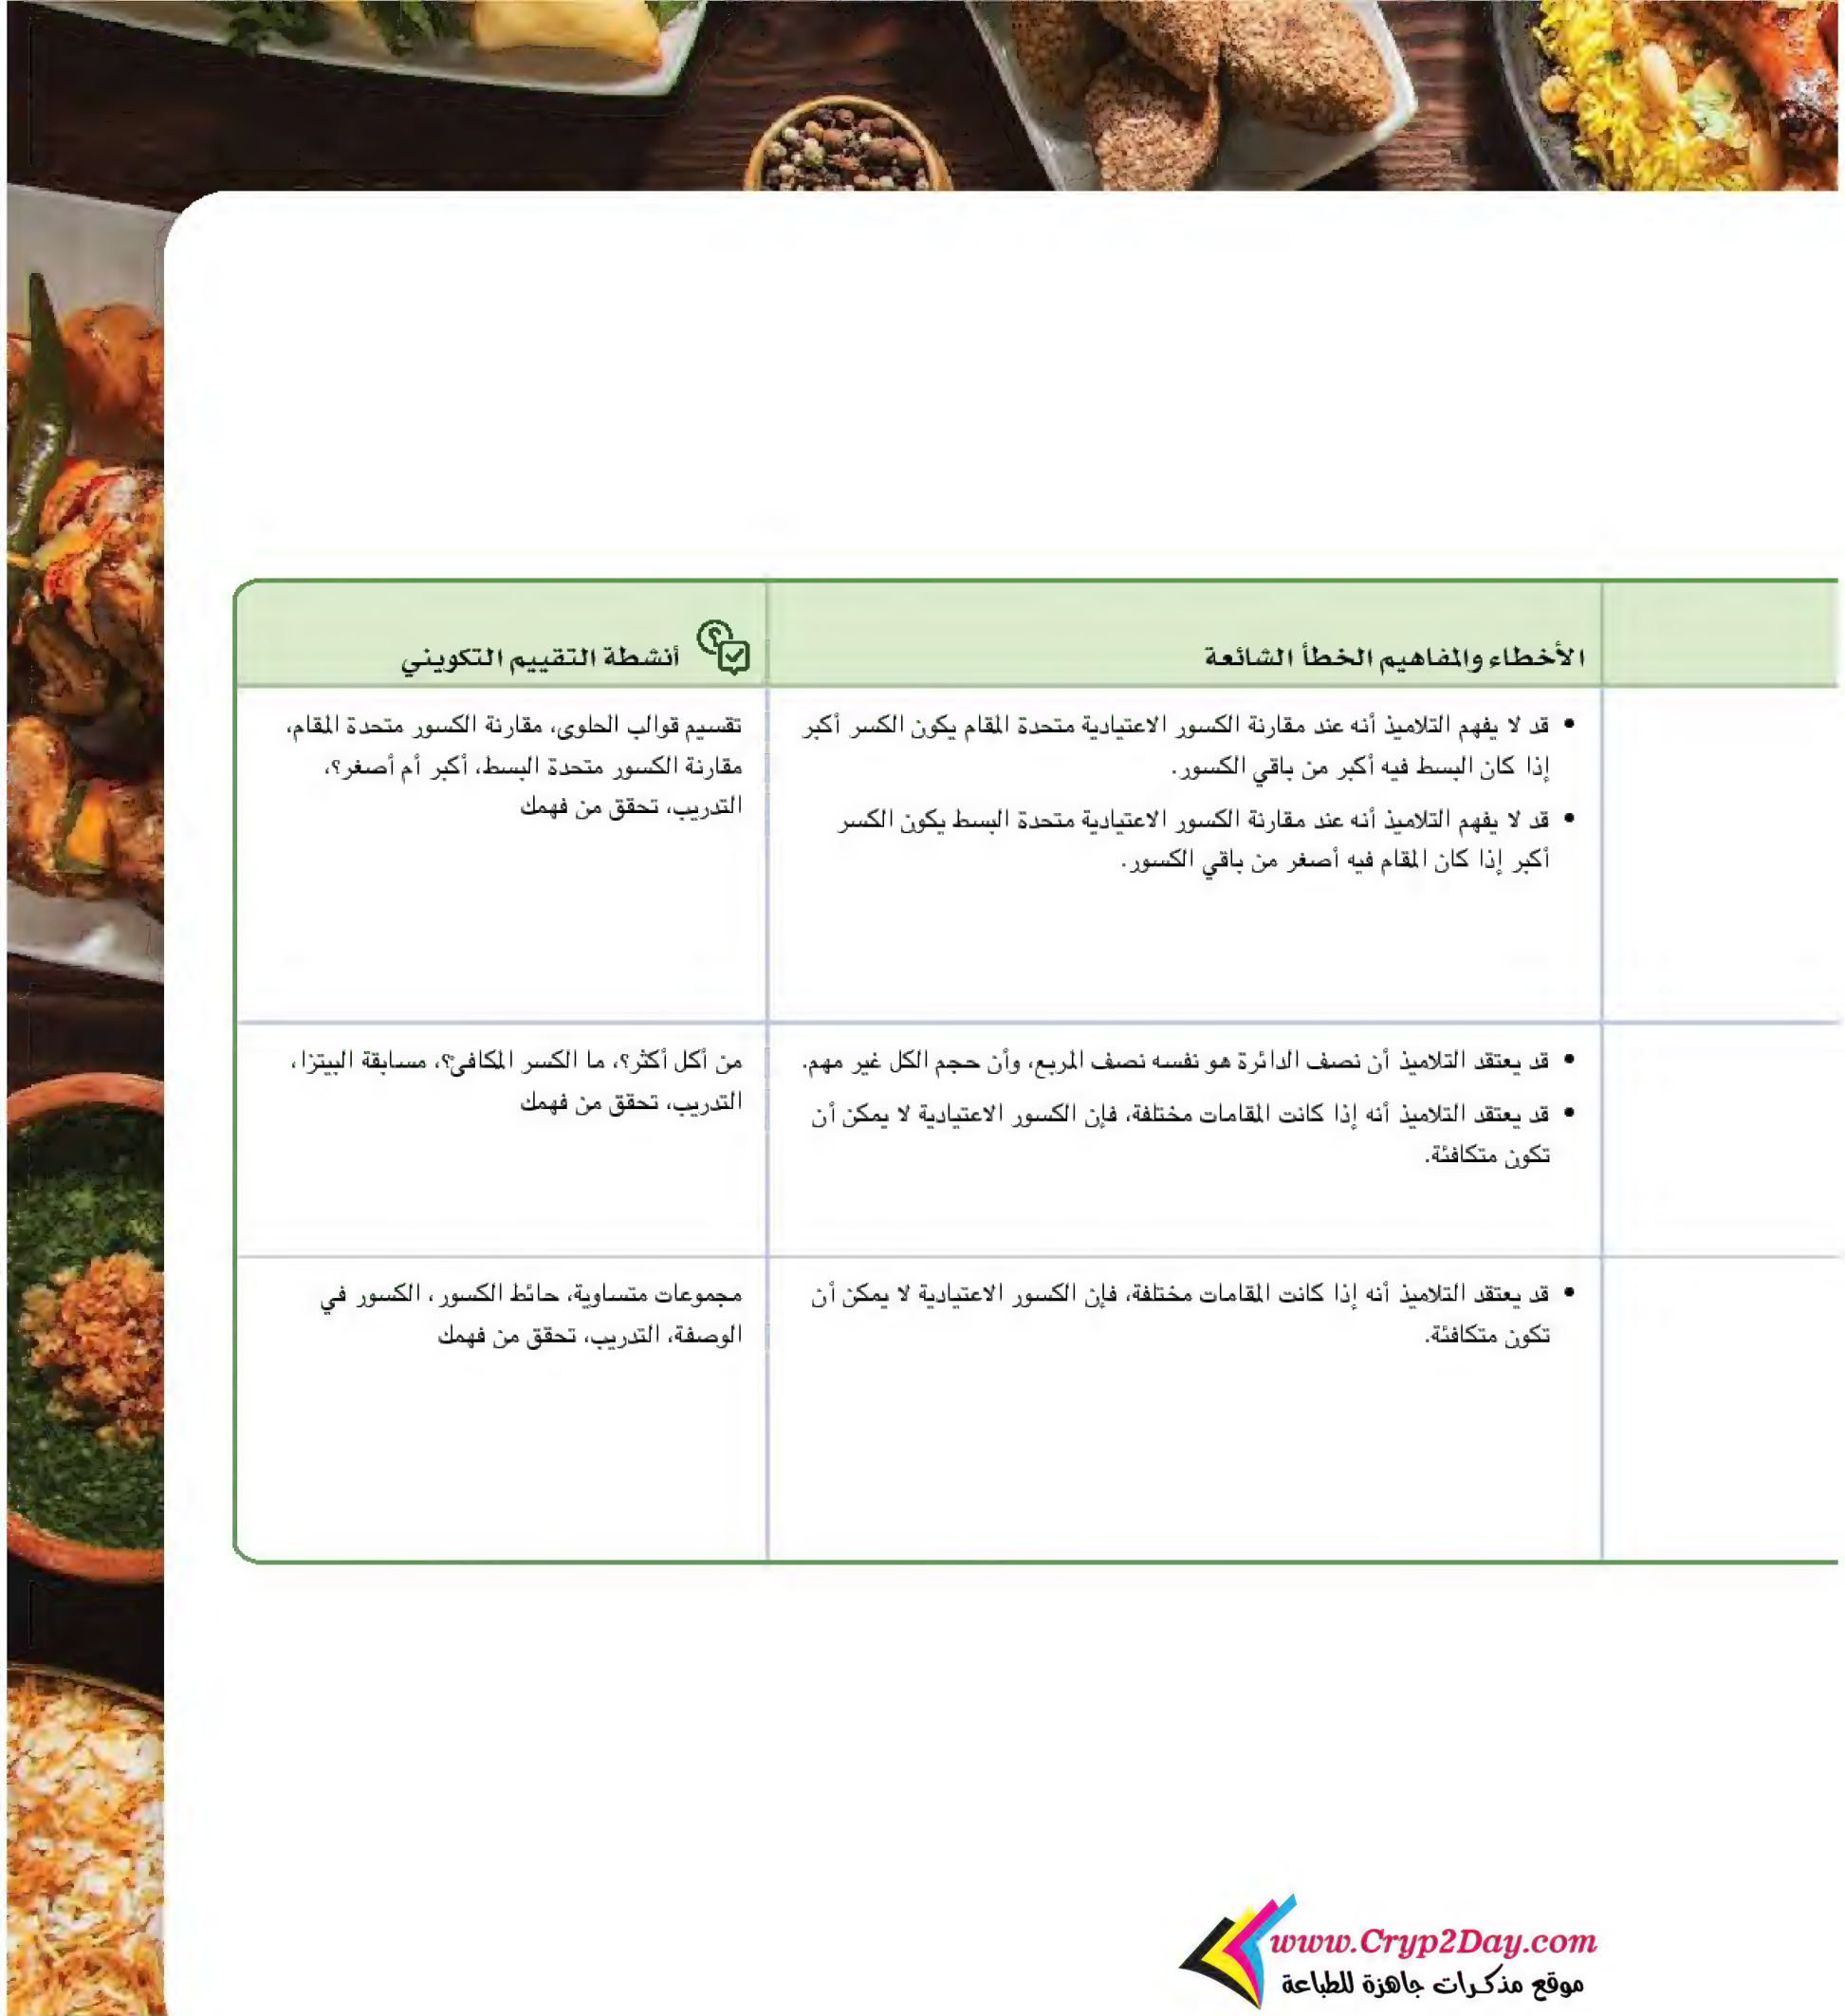 الأخطاء والمفاهيم الخطأ الشائعة
أنشطة التقييم التكويني
• قد لا يفهم التلاميذ أنه عند مقارنة الكسور الاعتيادية متحدة المقام يكون الكسر أكبر
إذا كان البسط فيه أكبر من باقي الكسور.
• قد لا يفهم التلاميذ أنه عند مقارنة الكسور الاعتيادية متحدة البسط يكون الكسر
أكبر إذا كان المقام فيه أصغر من باقي الكسور.
تقسيم قوالب الحلوى، مقارنة الكسور متحدة المقام،
مقارنة الكسور متحدة البسط، أكبر أم أصغر؟،
التدريب، تحقق من فهمك
• قد يعتقد التلاميذ أن نصف الدائرة هو نفسه نصف المربع، وأن حجم الكل غير مهم.
• قد يعتقد التلاميذ أنه إذا كانت المقامات مختلفة، فإن الكسور الاعتيادية لا يمكن أن
تكون متكافئة.
من أكل أكثر؟، ما الكسر المكافئ؟، مسابقة البيتزا،
التدريب، تحقق من فهمك
• قد يعتقد التلاميذ أنه إذا كانت المقامات مختلفة، فإن الكسور الاعتيادية لا يمكن أن
تكون متكافئة.
مجموعات متساوية، حائط الكسور، الكسور في
الوصفة، التدريب، تحقق من فهمك
www.Cryp2Day.com
موقع مذكرات جاهزة للطباعة